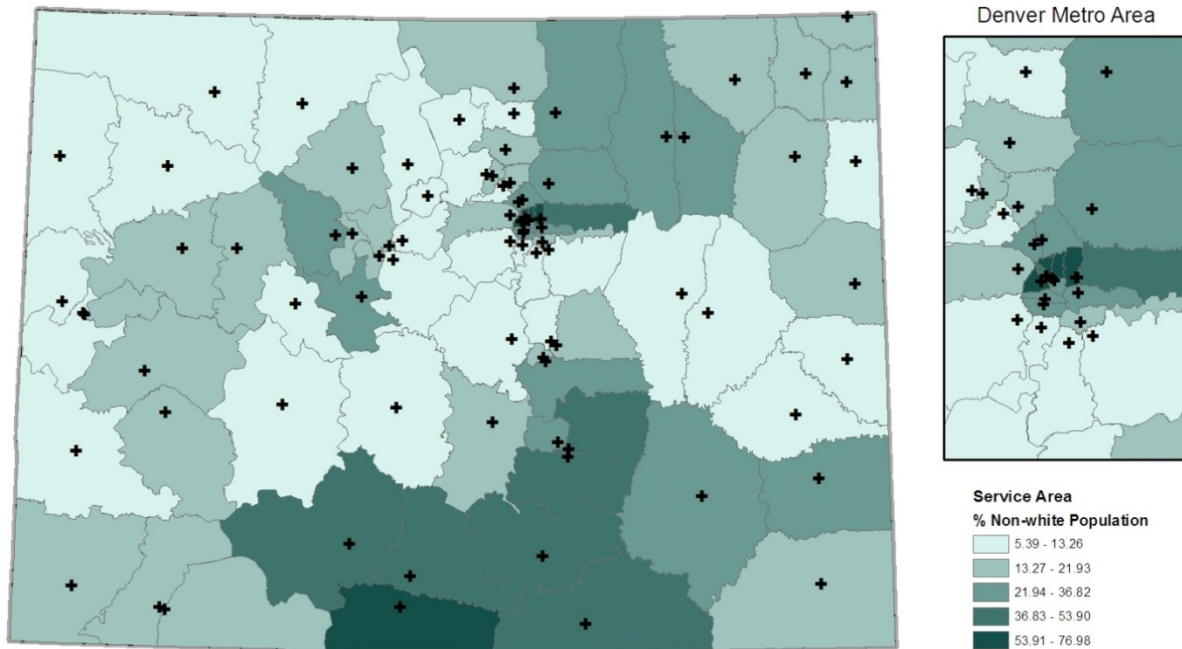 Denver Metro Area
Service Area
% Non-white Population
5.39 - 13.26
13.27 - 21.93
21.94 - 36.82
36.83 - 53.90
53.91 - 76.98